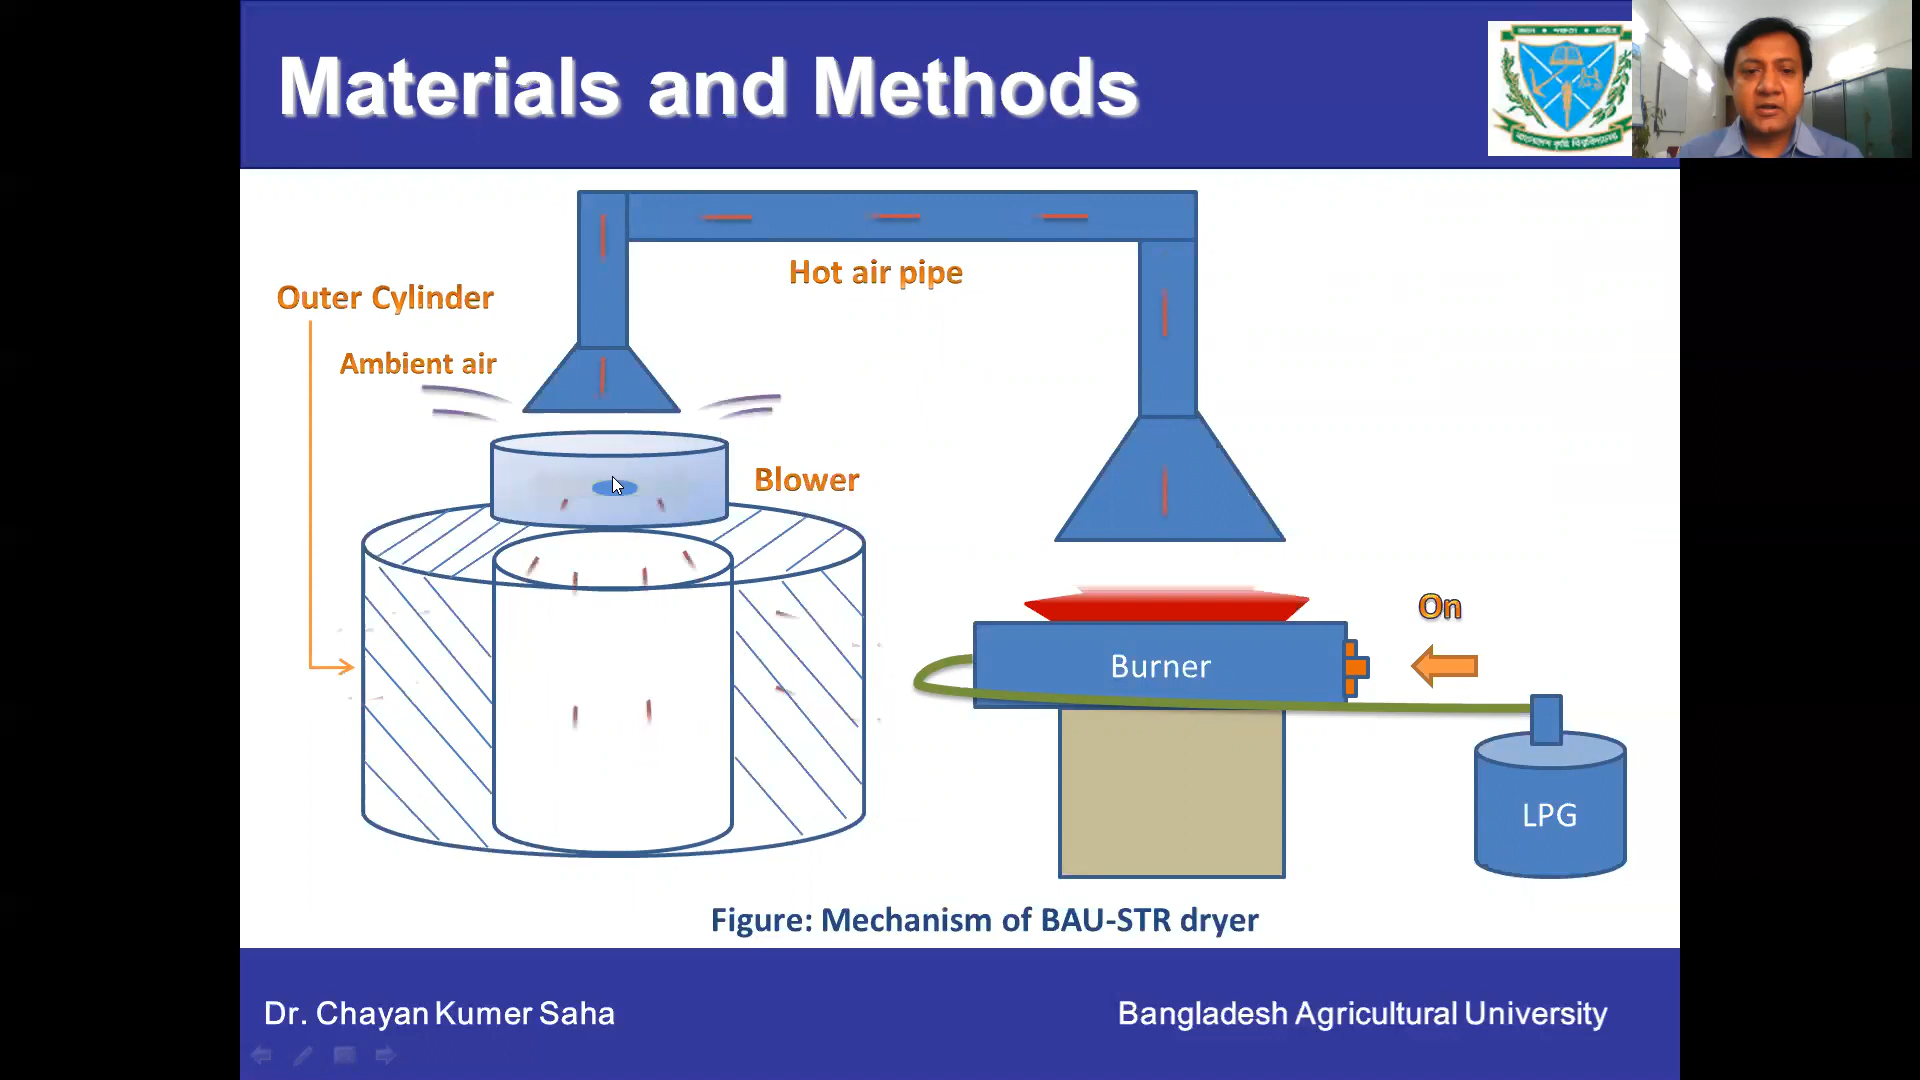 Materials and Methods
Hot air pipe
Outer Cylinder
Ambient air
Blower
On
Burner
LPG
Figure: Mechanism of BAU-STR dryer
Dr. Chayan Kumer Saha
Bangladesh Agricultural University